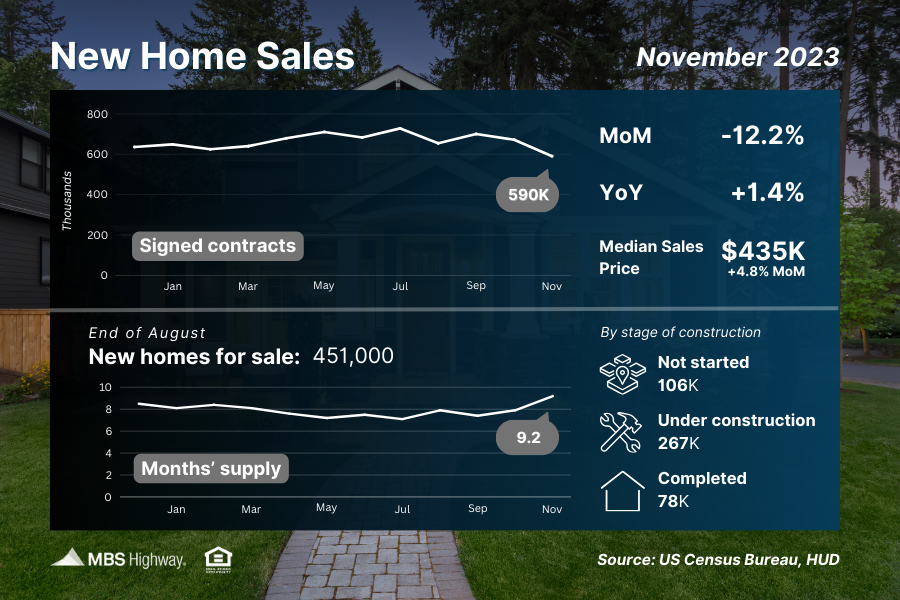 New Home Sales
November 2023
800
600
400
200
0
Thousands
590K
Signed contracts
Jan Mar May Jul Sep Nov
MoM -12.2%
YoY +1.4%
Median Sales Price $435K
+4.8% MoM
End of August
New homes for sale: 451,000
10
8
6
4
2
0
9.2
Months’ supply
Jan Mar May Jul Sep Nov
By stage of construction
Not started
106K
Under construction
267K
Completed
78K
MBS Highway.
Source: US Census Bureau, HUD